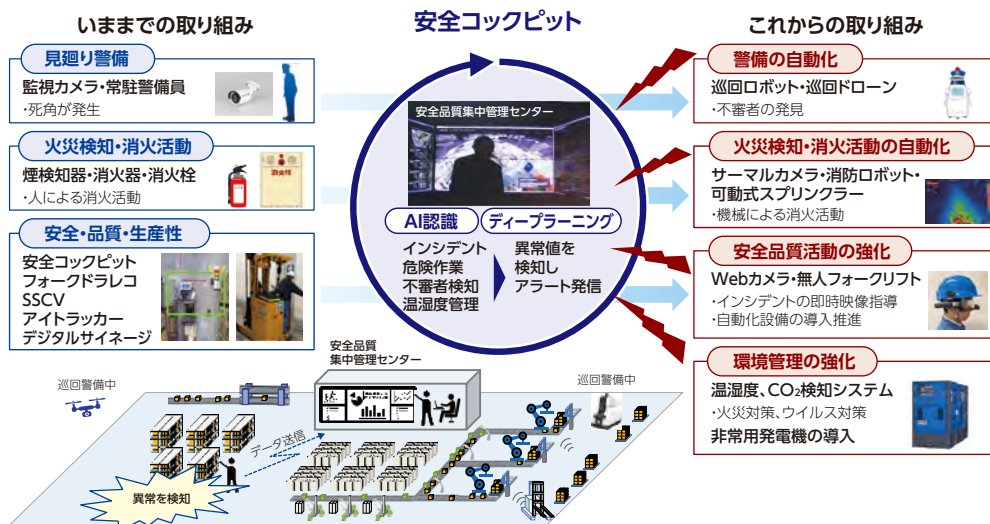 いままでの取り組み
見廻り警備
監視カメラ・常駐警備員
・死角が発生
火災検知・消火活動
煙検知器・消火器・消火栓
・人による消火活動
消火栓
安全・品質・生産性
安全コックピット
フォークドラレコ
SSCV
アイトラッカー
デジタルサイネージ
安全コックピット
安全品質集中管理センター
AI認識
インシデント
危険作業
不審者検知
温湿度管理
ディープラーニング
異常値を
検知し
アラート発信
これからの取り組み
警備の自動化
巡回ロボット・巡回ドローン
・不審者の発見
火災検知・消火活動の自動化
サーマルカメラ・消防ロボット・
可動式スプリンクラー
・機械による消火活動
安全品質活動の強化
Webカメラ・無人フォークリフト
・インシデントの即時映像指導
・自動化設備の導入推進
環境管理の強化
温湿度、CO₂検知システム
・火災対策、ウイルス対策
非常用発電機の導入
安全品質
集中管理センター
巡回警備中
巡回警備中
データ送信
異常を検知